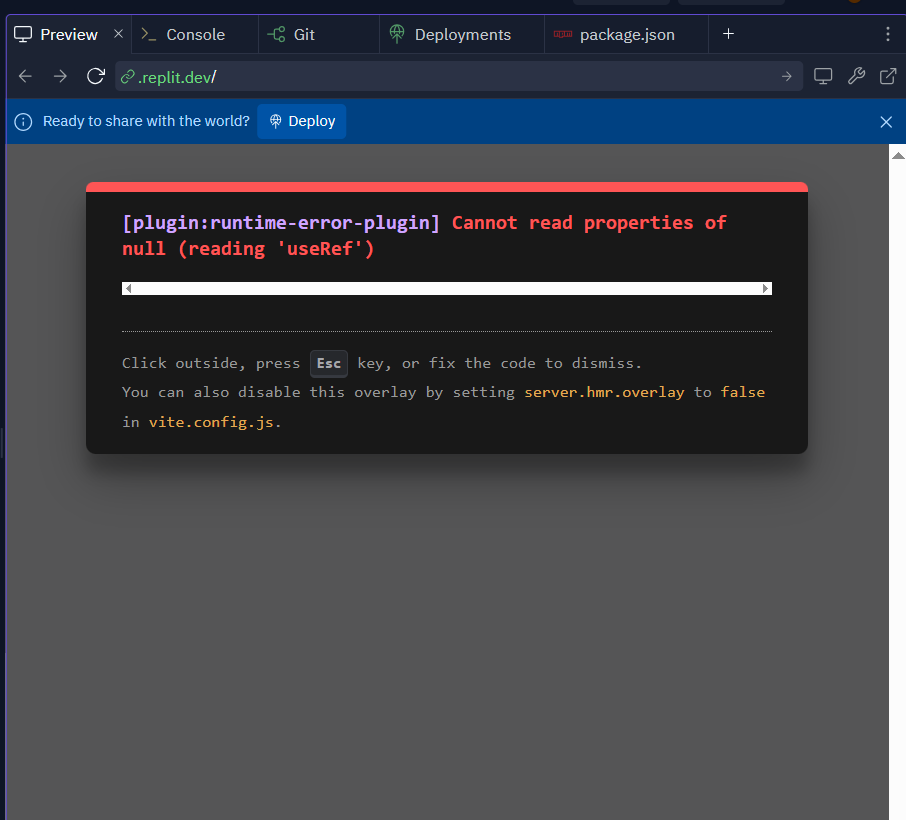 Preview
Console
Git
Deployments
package.json
.replit.dev/
Ready to share with the world? Deploy
[plugin:runtime-error-plugin] Cannot read properties of
null (reading 'useRef')
Click outside, press Esc key, or fix the code to dismiss.
You can also disable this overlay by setting server.hmr.overlay to false
in vite.config.js.